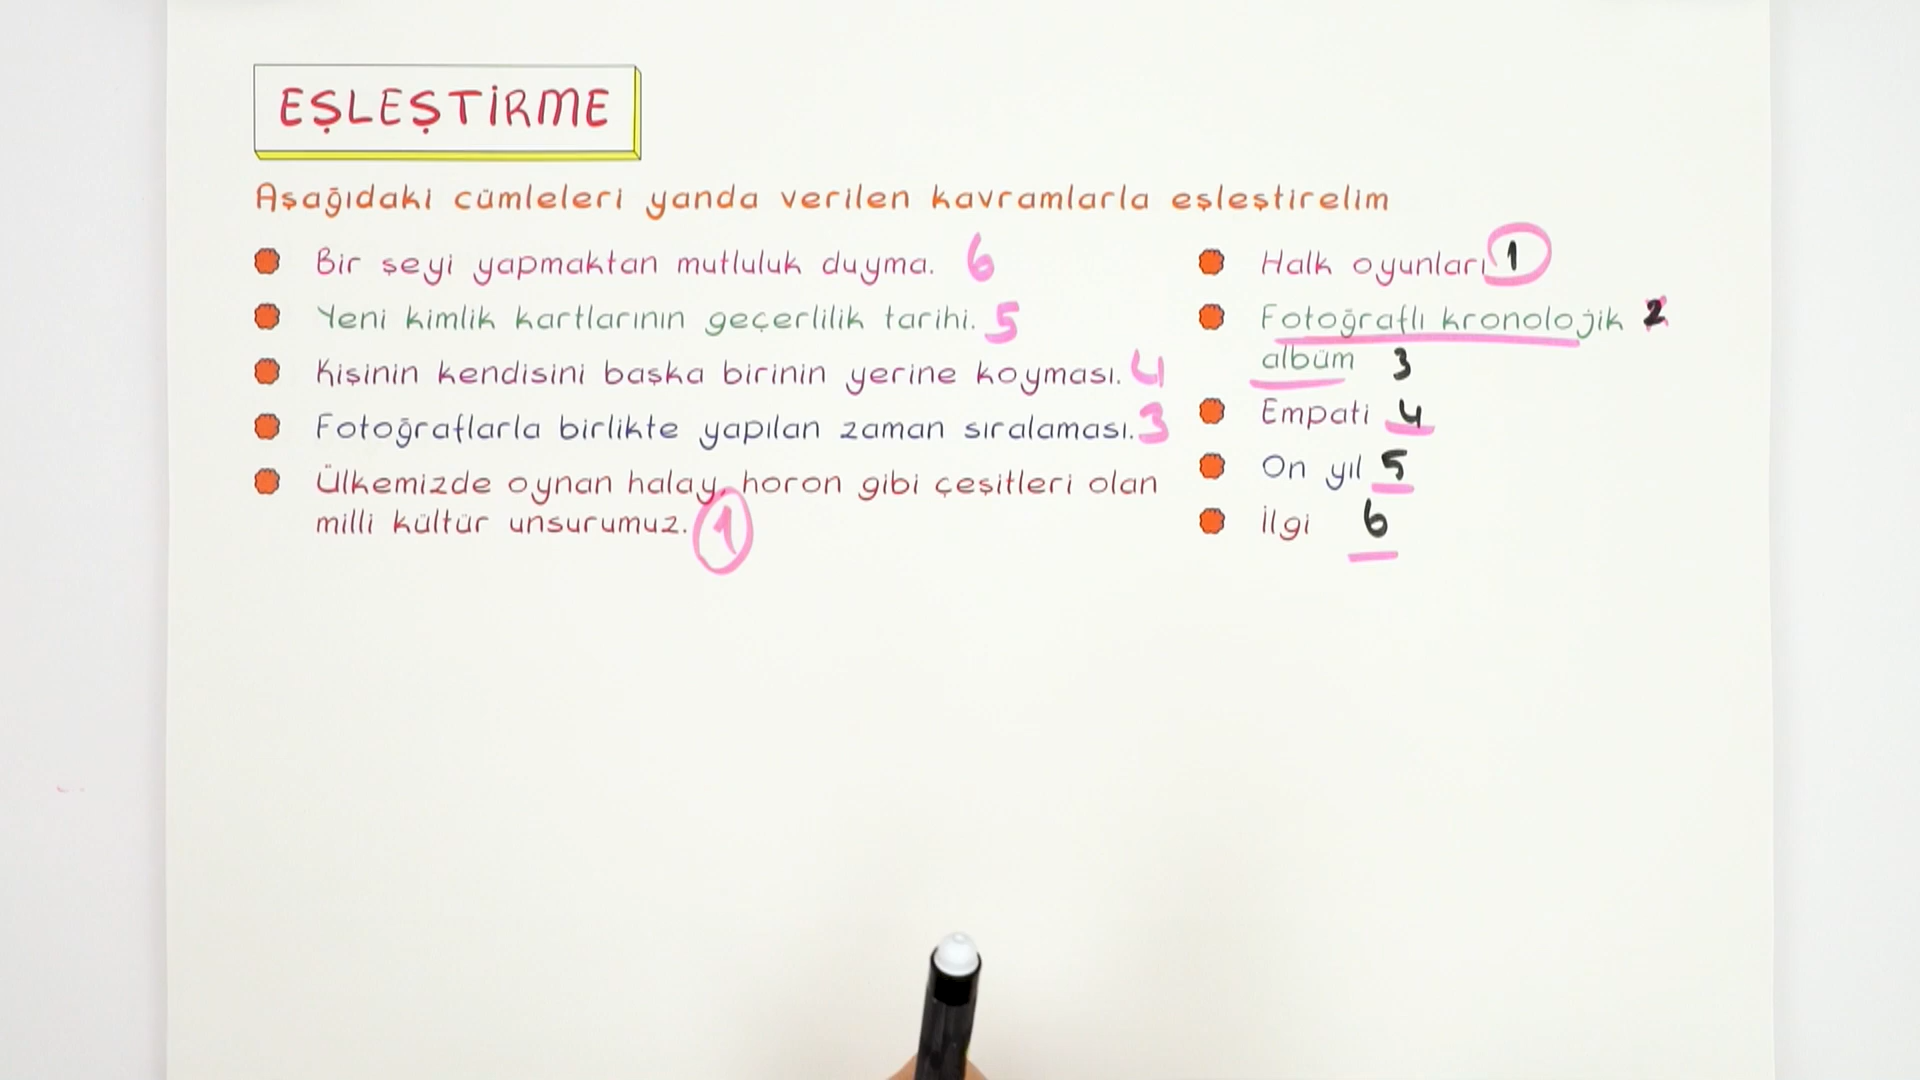 EŞLEŞTİRME
Aşağıdaki cümleleri yanda verilen kavramlarla eşleştirelim
Bir şeyi yapmaktan mutluluk duyma. 6
Yeni kimlik kartlarının geçerlilik tarihi. 5
Kişinin kendisini başka birinin yerine koyması. 4
Fotoğraflarla birlikte yapılan zaman sıralaması. 3
Ülkemizde oynan halay, horon gibi çeşitleri olan
milli kültür unsurumuz. 1
Halk oyunları 1
Fotoğraflı kronolojik 2
albüm 3
Empati 4
On yıl 5
İlgi 6